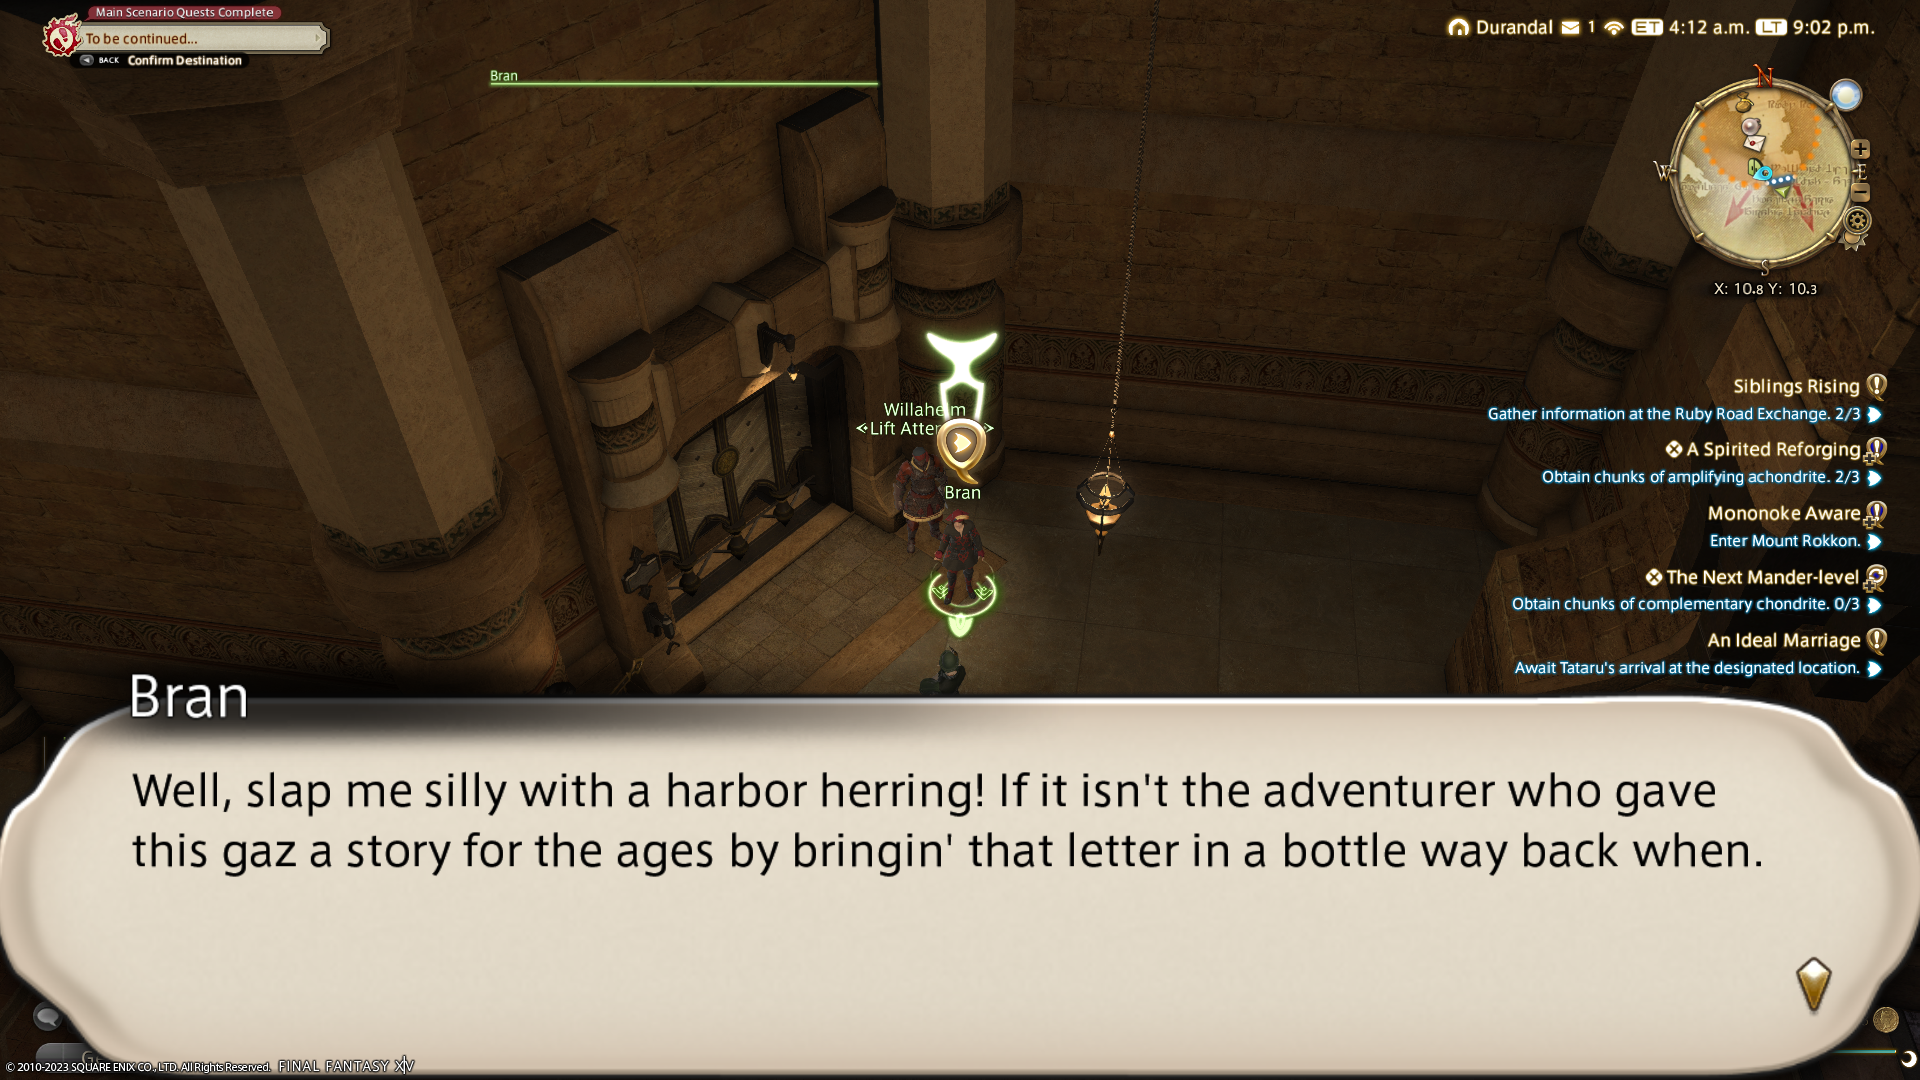 Main Scenario Quests Complete
To be continued...
BACK Confirm Destination
Bran
Durandal 1 ET 4:12 a.m. LT 9:02 p.m.
N
W
E
S
X: 10.8 Y: 10.3
Siblings Rising
Gather information at the Ruby Road Exchange. 2/3
A Spirited Reforging
Obtain chunks of amplifying achondrite. 2/3
Mononoke Aware
Enter Mount Rokkon.
The Next Mander-level
Obtain chunks of complementary chondrite. 0/3
An Ideal Marriage
Await Tataru's arrival at the designated location.
Willahelm
Lift
Bran
Bran
Well, slap me silly with a harbor herring! If it isn't the adventurer who gave
this gaz a story for the ages by bringin' that letter in a bottle way back when.
© 2010-2023 SQUARE ENIX CO., LTD. All Rights Reserved. FINAL FANTASY XIV